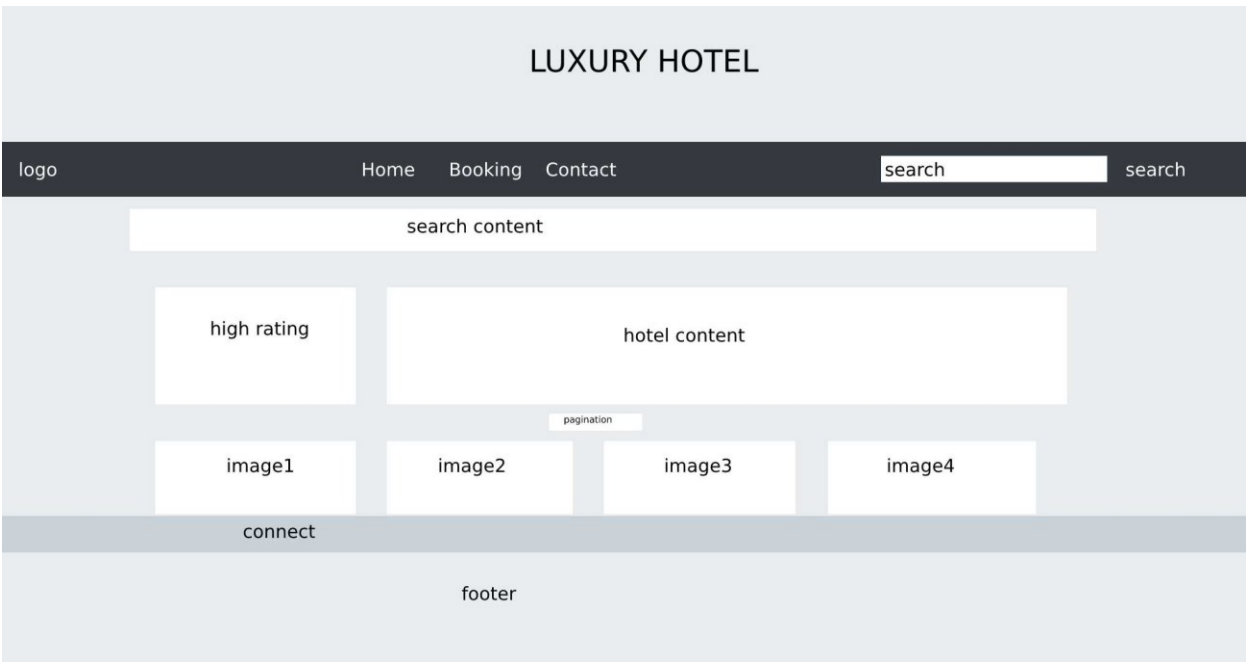 LUXURY HOTEL
logo Home Booking Contact search search
search content
high rating hotel content
pagination
image1 image2 image3 image4
connect
footer